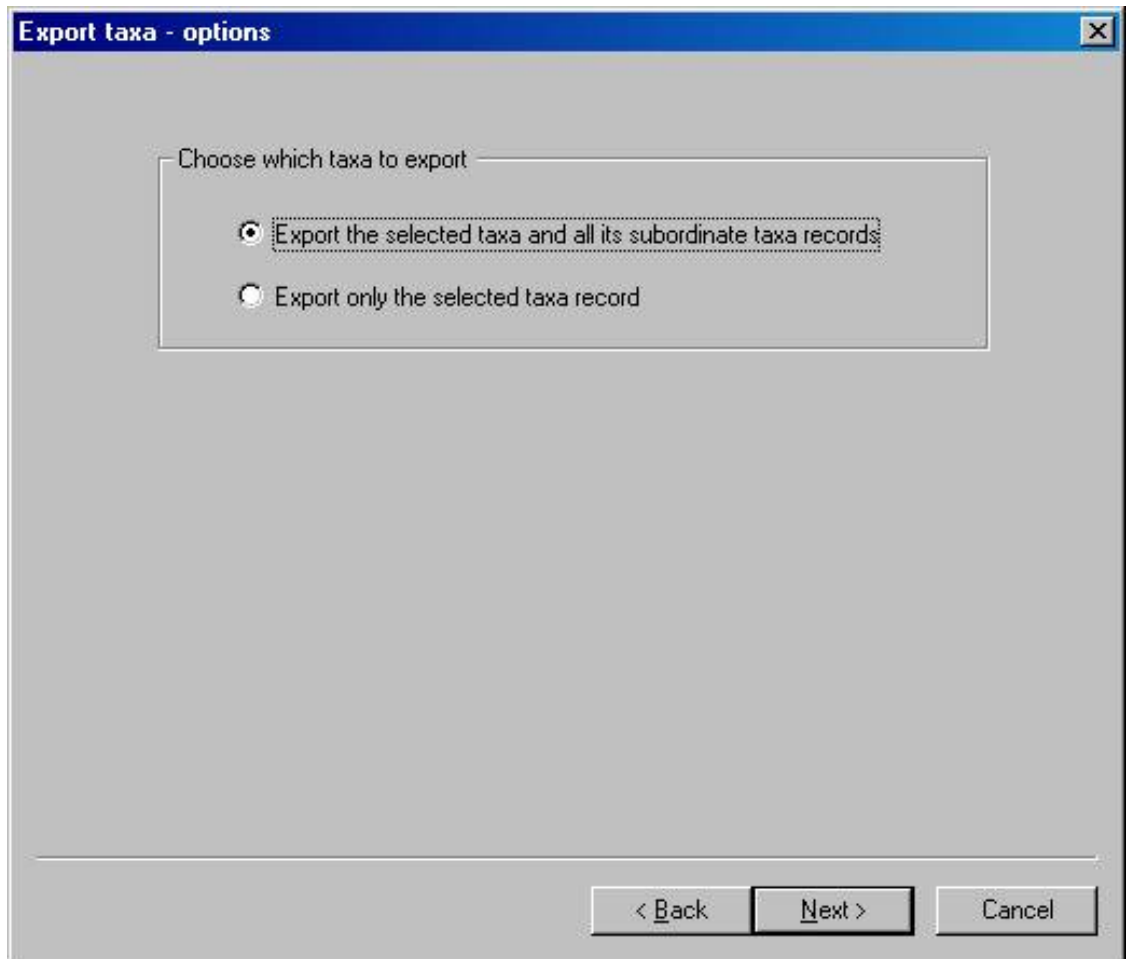 Export taxa - options
Choose which taxa to export
Export the selected taxa and all its subordinate taxa records
Export only the selected taxa record
< Back Next > Cancel